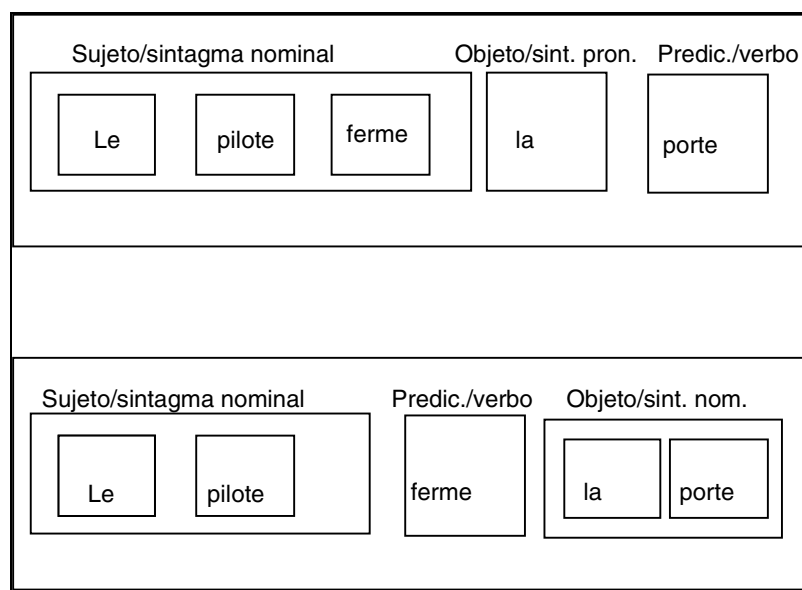 Sujeto/sintagma nominal Objeto/sint. pron. Predic./verbo
Le pilote ferme la porte
Sujeto/sintagma nominal Predic./verbo Objeto/sint. nom.
Le pilote ferme la porte